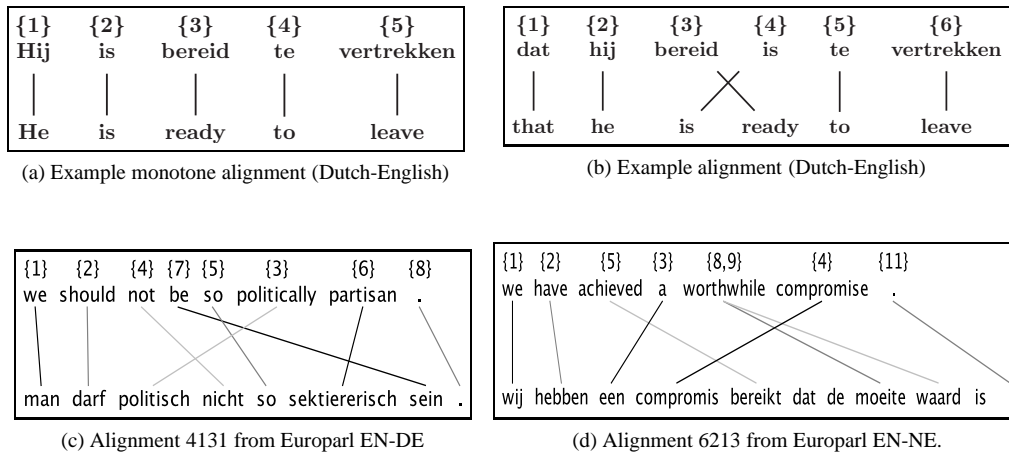 {1} {2} {3} {4} {5}
Hij is bereid te vertrekken
He is ready to leave
(a) Example monotone alignment (Dutch-English)
{1} {2} {3} {4} {5} {6}
dat hij bereid is te vertrekken
that he is ready to leave
(b) Example alignment (Dutch-English)
{1} {2} {4} {7} {5} {3} {6} {8}
we should not be so politically partisan .
man darf politisch nicht so sektiererisch sein .
(c) Alignment 4131 from Europarl EN-DE
{1} {2} {5} {3} {8,9} {4} {11}
we have achieved a worthwhile compromise .
wij hebben een compromis bereikt dat de moeite waard is
(d) Alignment 6213 from Europarl EN-NE.